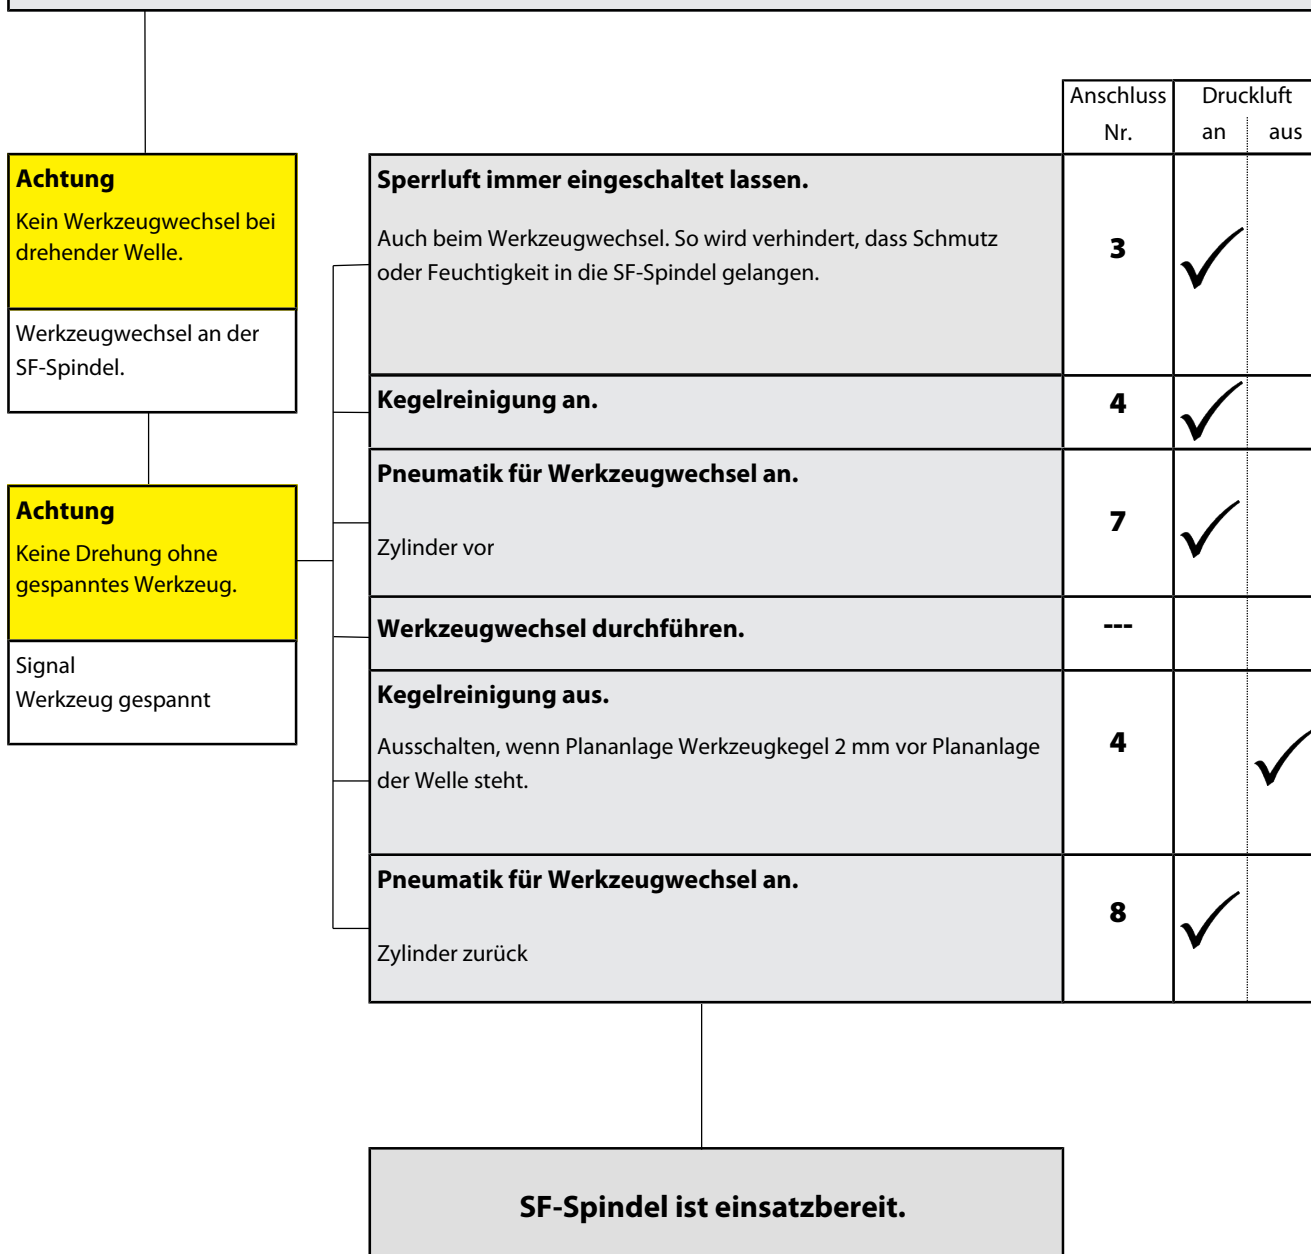 Anschluss Druckluft
Nr. an aus
Achtung
Kein Werkzeugwechsel bei
drehender Welle.
Werkzeugwechsel an der
SF-Spindel.
Achtung
Keine Drehung ohne
gespanntes Werkzeug.
Signal
Werkzeug gespannt
Sperrluft immer eingeschaltet lassen.
Auch beim Werkzeugwechsel. So wird verhindert, dass Schmutz
oder Feuchtigkeit in die SF-Spindel gelangen.
3
Kegelreinigung an.
4
Pneumatik für Werkzeugwechsel an.
Zylinder vor
7
Werkzeugwechsel durchführen.
---
Kegelreinigung aus.
Ausschalten, wenn Plananlage Werkzeugkegel 2 mm vor Plananlage
der Welle steht.
4
Pneumatik für Werkzeugwechsel an.
Zylinder zurück
8
SF-Spindel ist einsatzbereit.